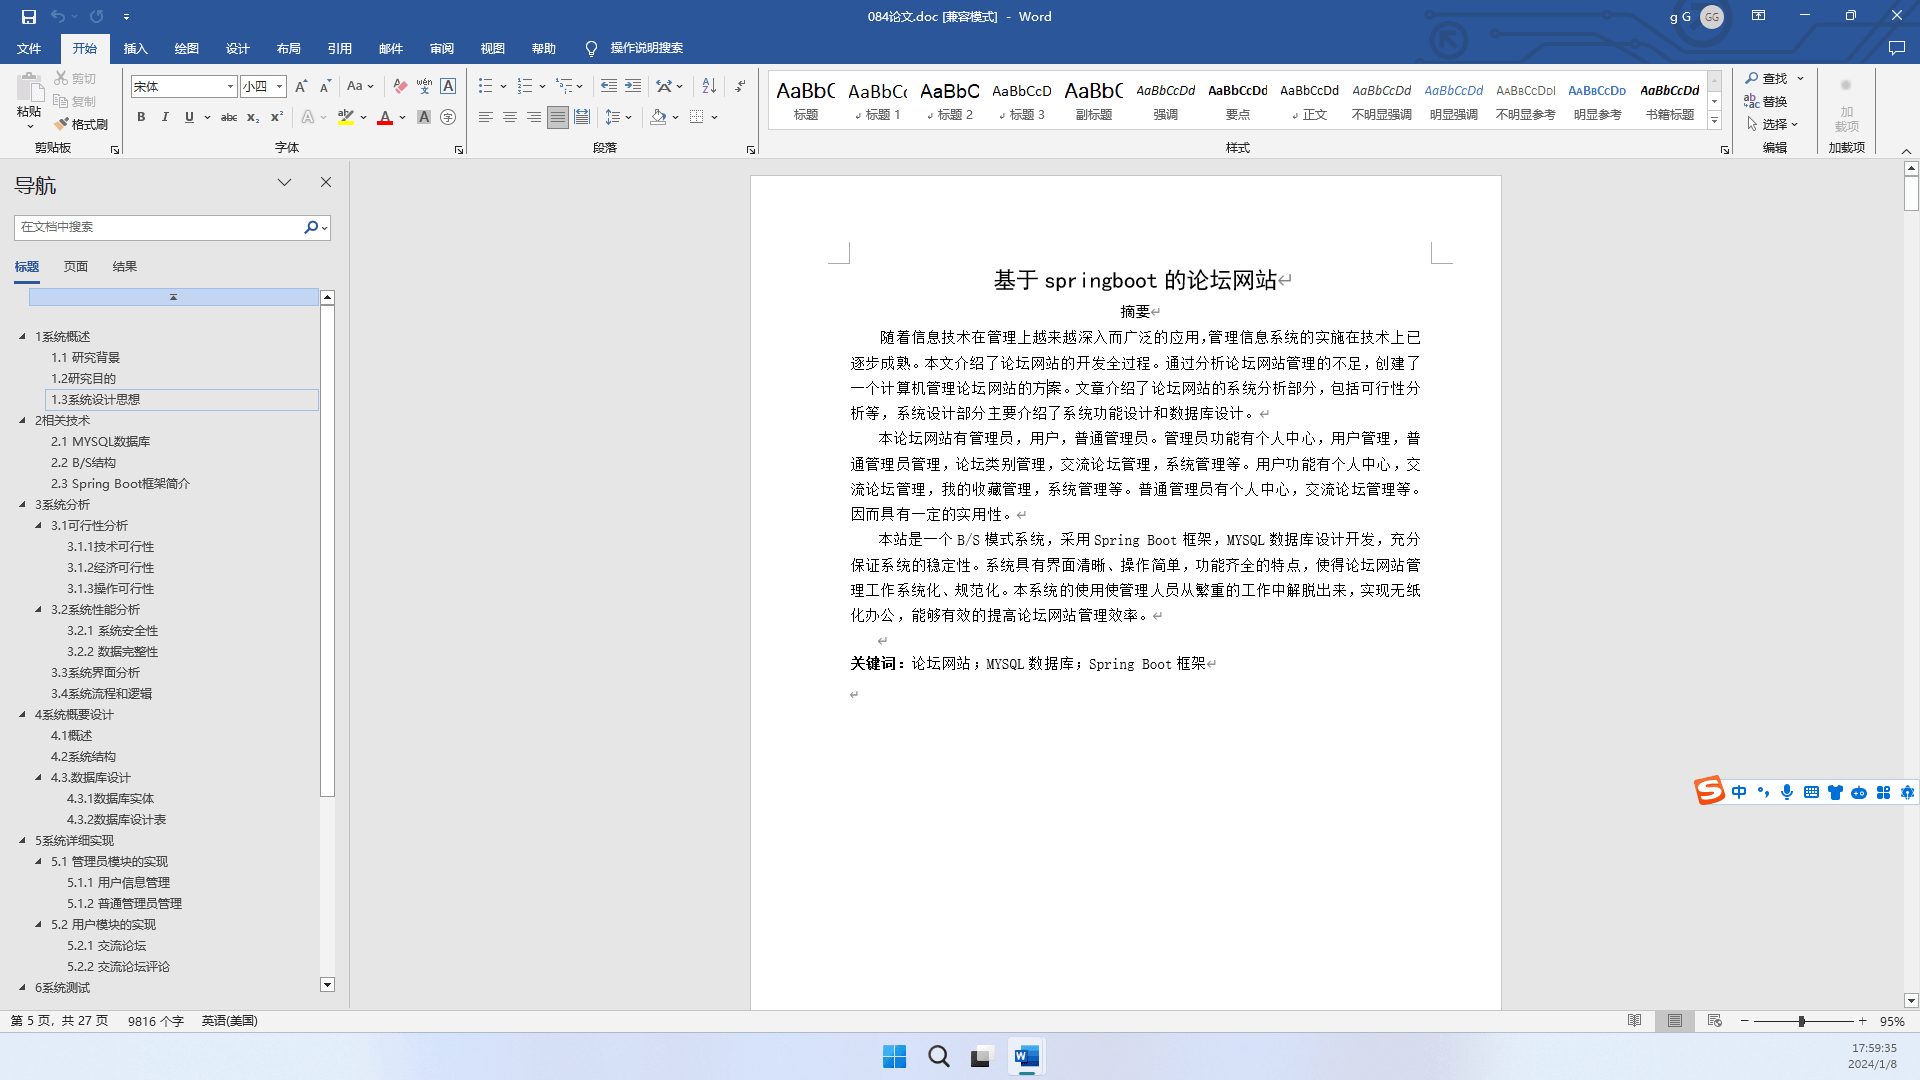 084论文.doc [兼容模式] - Word
g G
GG
文件 开始 插入 绘图 设计 布局 引用 邮件 审阅 视图 帮助 操作说明搜索
粘贴
剪切
复制
格式刷
剪贴板
宋体 小四
字体
段落
AaBbC AaBbCc AaBbC AaBbCcD AaBbC AaBbCcDd AaBbCcDd AaBbCcDd AaBbCcDd AaBbCcDd AaBbCcDd AaBbCcDd AaBbCcDd
标题 标题 1 标题 2 标题 3 副标题 强调 要点 正文 不明显强调 明显强调 不明显参考 明显参考 书籍标题
样式
查找
替换
选择
编辑
加载项
加载项
导航
在文档中搜索
标题 页面 结果
1系统概述
1.1 研究背景
1.2研究目的
1.3系统设计思想
2相关技术
2.1 MYSQL数据库
2.2 B/S结构
2.3 Spring Boot框架简介
3系统分析
3.1可行性分析
3.1.1技术可行性
3.1.2经济可行性
3.1.3操作可行性
3.2系统性能分析
3.2.1 系统安全性
3.2.2 数据完整性
3.3系统界面分析
3.4系统流程和逻辑
4系统概要设计
4.1概述
4.2系统结构
4.3.数据库设计
4.3.1数据库实体
4.3.2数据库设计表
5系统详细实现
5.1 管理员模块的实现
5.1.1 用户信息管理
5.1.2 普通管理员管理
5.2 用户模块的实现
5.2.1 交流论坛
5.2.2 交流论坛评论
6系统测试
基于 springboot 的论坛网站
摘要
随着信息技术在管理上越来越深入而广泛的应用,管理信息系统的实施在技术上已
逐步成熟。本文介绍了论坛网站的开发全过程。通过分析论坛网站管理的不足，创建了
一个计算机管理论坛网站的方案。文章介绍了论坛网站的系统分析部分，包括可行性分
析等，系统设计部分主要介绍了系统功能设计和数据库设计。
本论坛网站有管理员，用户，普通管理员。管理员功能有个人中心，用户管理，普
通管理员管理，论坛类别管理，交流论坛管理，系统管理等。用户功能有个人中心，交
流论坛管理，我的收藏管理，系统管理等。普通管理员有个人中心，交流论坛管理等。
因而具有一定的实用性。
本站是一个 B/S 模式系统，采用 Spring Boot 框架，MYSQL 数据库设计开发，充分
保证系统的稳定性。系统具有界面清晰、操作简单，功能齐全的特点，使得论坛网站管
理工作系统化、规范化。本系统的使用使管理人员从繁重的工作中解脱出来，实现无纸
化办公，能够有效的提高论坛网站管理效率。
关键词：论坛网站；MYSQL 数据库；Spring Boot 框架
中
第 5 页，共 27 页 9816 个字 英语(美国)
95%
17:59:35
2024/1/8